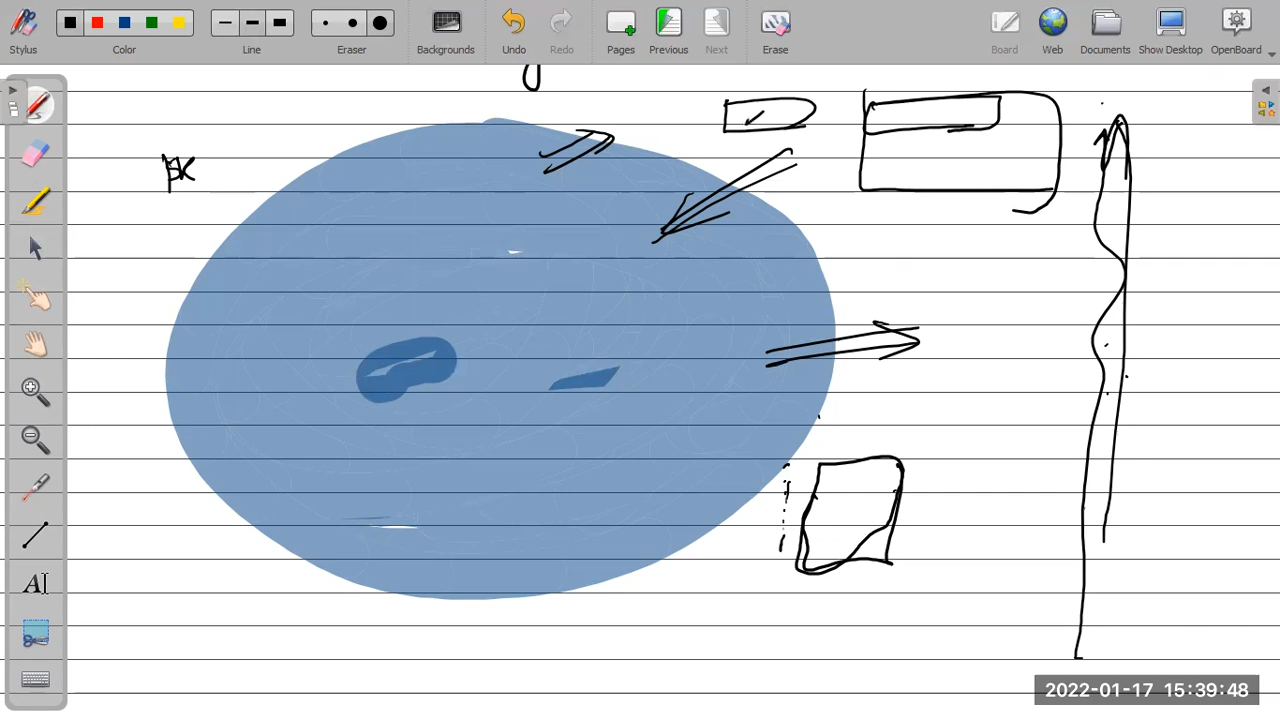 Stylus Color Line Eraser Backgrounds Undo Redo Pages Previous Next Erase Board Web Documents Show Desktop OpenBoard
A
2022-01-17 15:39:48